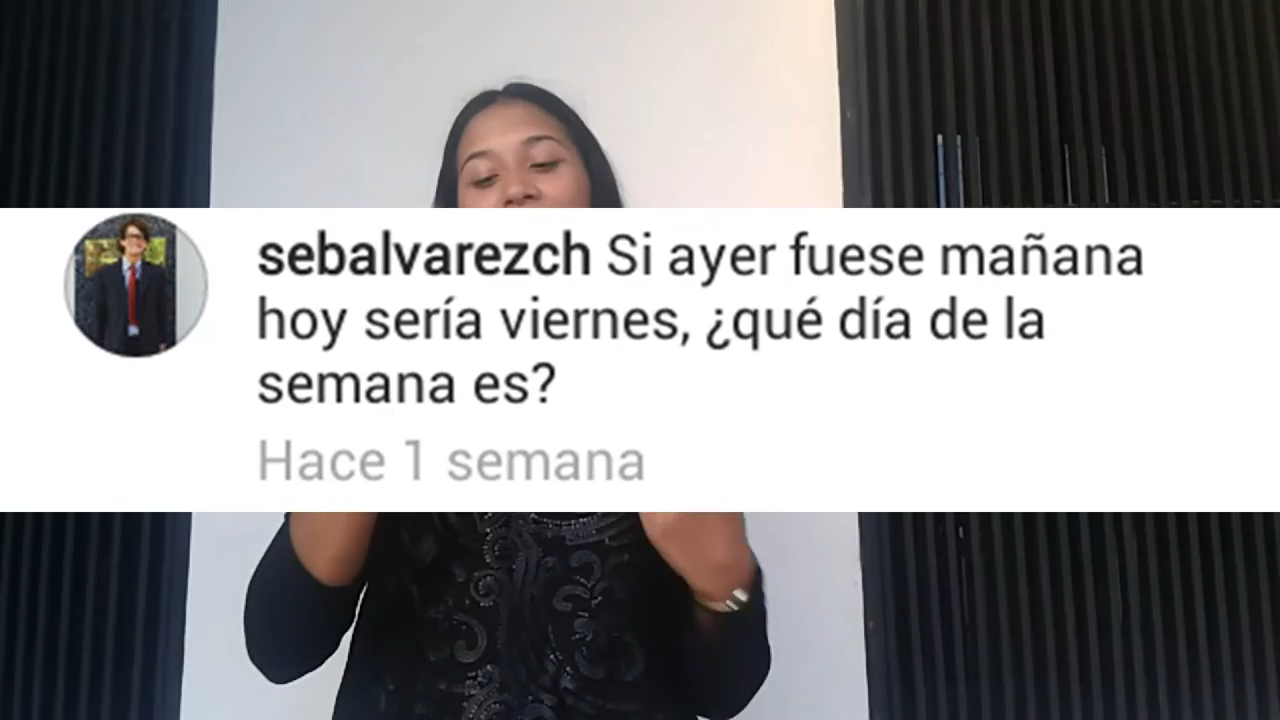 sebalvarezch Si ayer fuese mañana
hoy sería viernes, ¿qué día de la
semana es?
Hace 1 semana